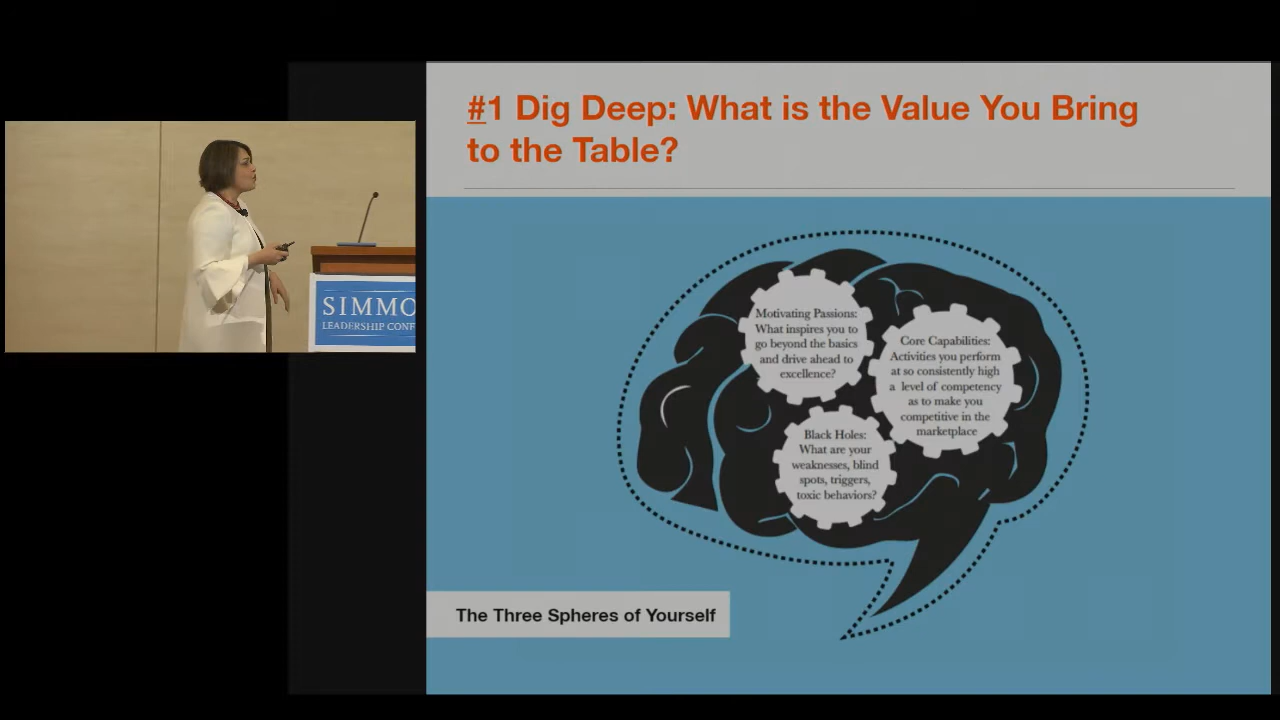 #1 Dig Deep: What is the Value You Bring
to the Table?
SIMMO
LEADERSHIP CONF
Motivating Passions:
What inspires you to
go beyond the basics
and drive ahead to
excellence?
Core Capabilities:
Activities you perform
at so consistently high
a level of competency
as to make you
competitive in the
marketplace
Black Holes:
What are your
weaknesses, blind
spots, triggers,
toxic behaviors?
The Three Spheres of Yourself